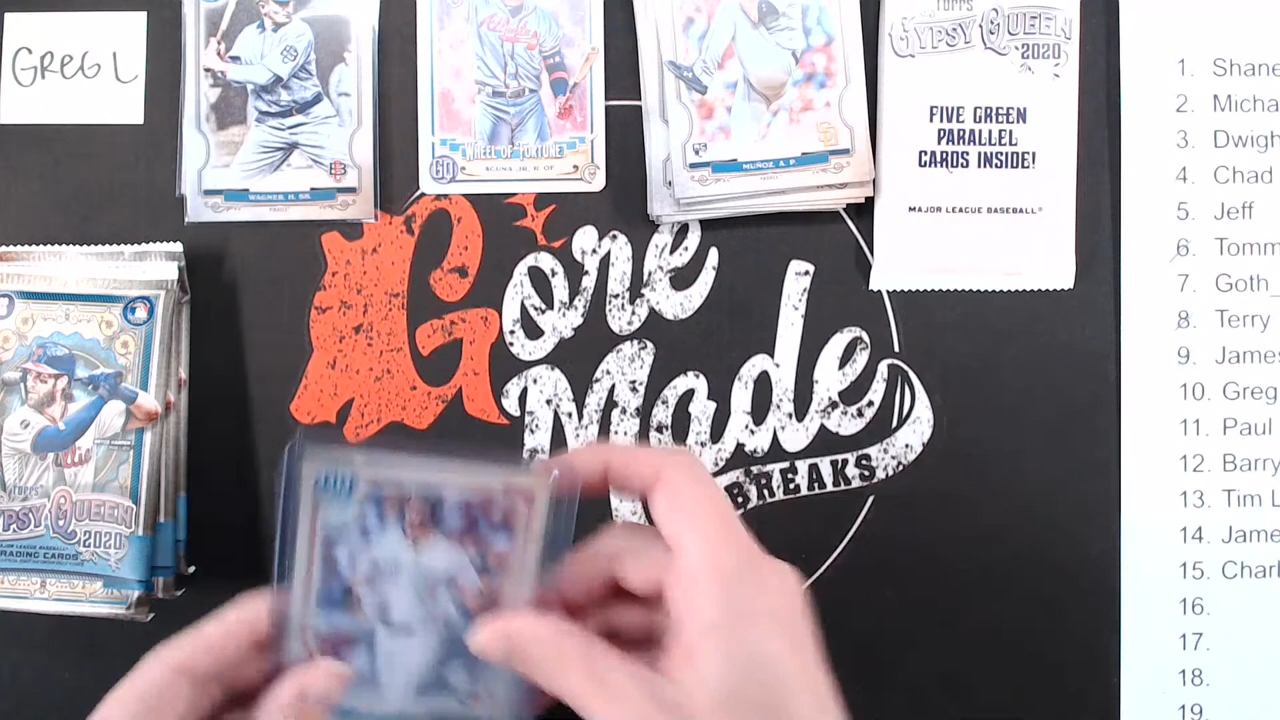 GREG L
WAGNER, H. SS.
WHEEL OF FORTUNE
GQ
ACUNA, JR. R. OF
RS
MUÑOZ, A. P.
TOPPS
GYPSY QUEEN
2020
FIVE GREEN
PARALLEL
CARDS INSIDE!
MAJOR LEAGUE BASEBALL®
Gore
Made
BREAKS
TOPPS
GYPSY QUEEN
2020
TRADING CARDS
1. Shane
2. Micha
3. Dwigh
4. Chad
5. Jeff
6. Tomm
7. Goth_
8. Terry
9. James
10. Greg
11. Paul
12. Barry
13. Tim L
14. Jame
15. Charl
16.
17.
18.
19.